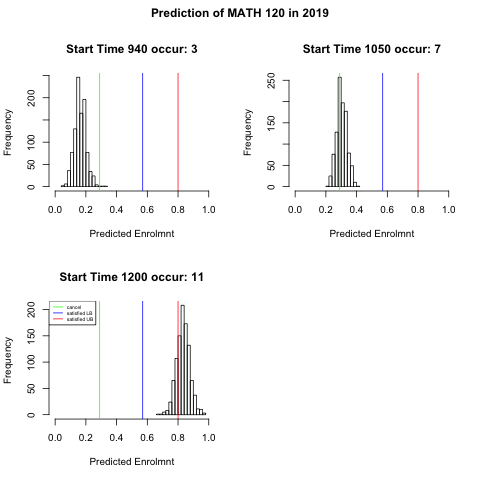 Prediction of MATH 120 in 2019
Start Time 940 occur: 3
Frequency
0 50 100 200
0.0 0.2 0.4 0.6 0.8 1.0
Predicted Enrolmnt
Start Time 1050 occur: 7
Frequency
0 50 150 250
0.0 0.2 0.4 0.6 0.8 1.0
Predicted Enrolmnt
Start Time 1200 occur: 11
cancel
satisfied LB
satisfied UB
Frequency
0 50 100 150 200
0.0 0.2 0.4 0.6 0.8 1.0
Predicted Enrolmnt